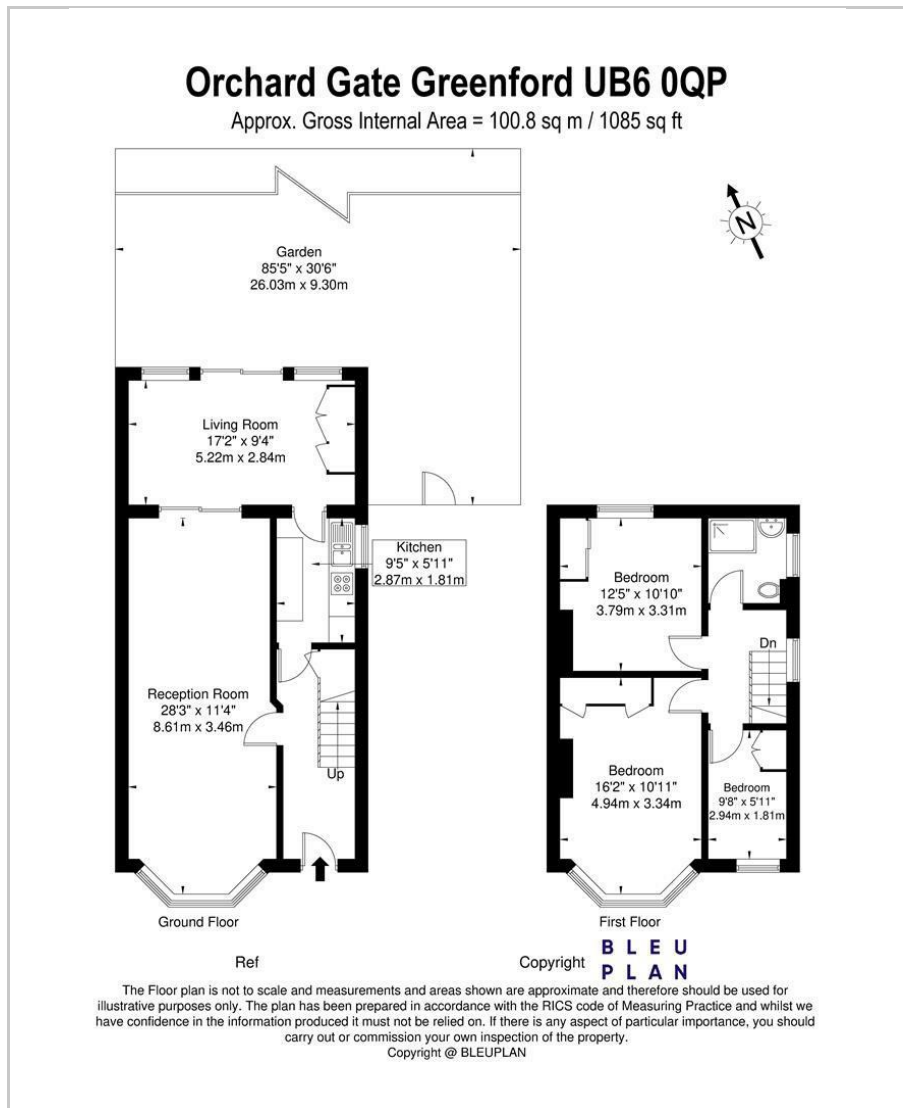 Orchard Gate Greenford UB6 0QP
Approx. Gross Internal Area = 100.8 sq m / 1085 sq ft
N
Garden
85'5" x 30'6"
26.03m x 9.30m
Living Room
17'2" x 9'4"
5.22m x 2.84m
Kitchen
9'5" x 5'11"
2.87m x 1.81m
Reception Room
28'3" x 11'4"
8.61m x 3.46m
Up
Ground Floor
Bedroom
12'5" x 10'10"
3.79m x 3.31m
Dn
Bedroom
16'2" x 10'11"
4.94m x 3.34m
Bedroom
9'8" x 5'11"
2.94m x 1.81m
First Floor
Ref
Copyright
BLEU
PLAN
The Floor plan is not to scale and measurements and areas shown are approximate and therefore should be used for
illustrative purposes only. The plan has been prepared in accordance with the RICS code of Measuring Practice and whilst we
have confidence in the information produced it must not be relied on. If there is any aspect of particular importance, you should
carry out or commission your own inspection of the property.
Copyright @ BLEUPLAN